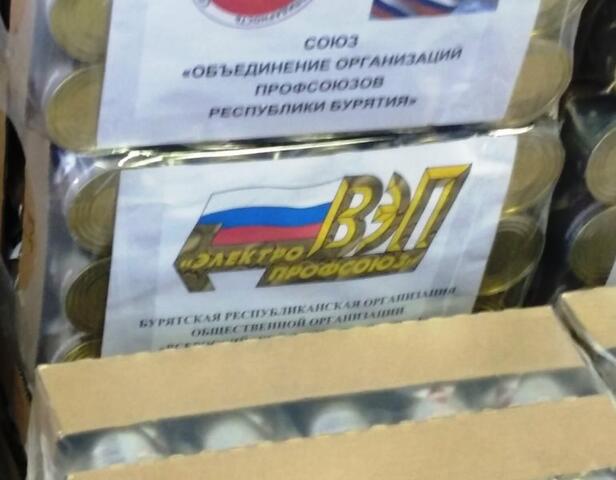 СОЮЗ
«ОБЪЕДИНЕНИЕ ОРГАНИЗАЦИЙ
ПРОФСОЮЗОВ
РЕСПУБЛИКИ БУРЯТИЯ»
ВЭП
«ЭЛЕКТРО
ПРОФСОЮЗ»
БУРЯТСКАЯ РЕСПУБЛИКАНСКАЯ ОРГАНИЗАЦИЯ
ОБЩЕСТВЕННОЙ ОРГАНИЗАЦИИ